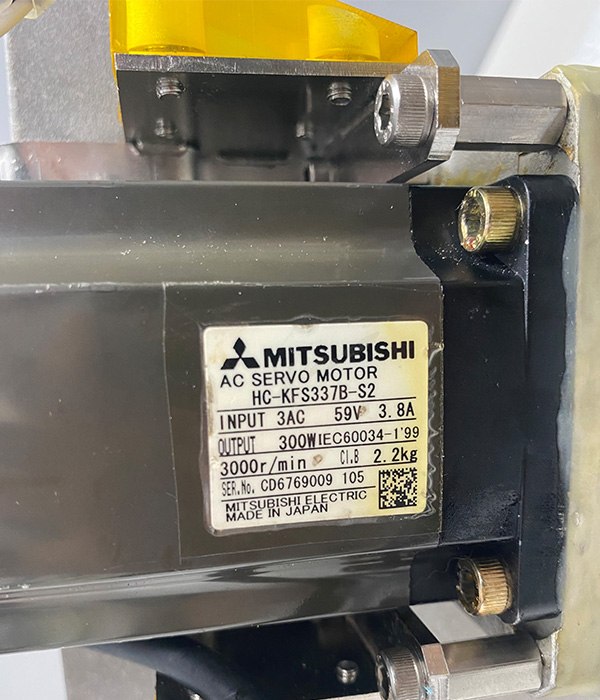 MITSUBISHI
AC SERVO MOTOR
HC-KFS337B-S2
INPUT 3AC 59V 3.8A
OUTPUT 300W IEC60034-1'99
3000r/min CI.B 2.2kg
SER.No. CD6769009 105
MITSUBISHI ELECTRIC
MADE IN JAPAN